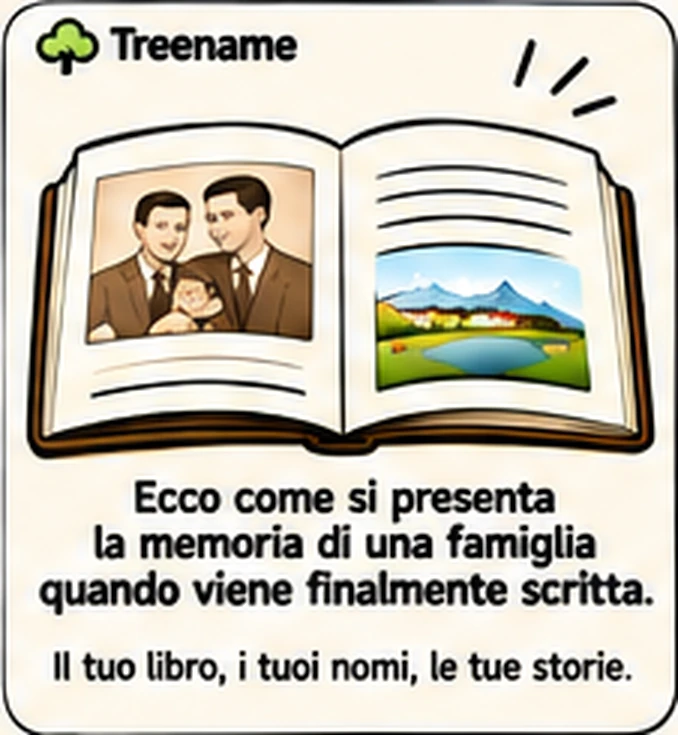 Treename
Ecco come si presenta
la memoria di una famiglia
quando viene finalmente scritta.
Il tuo libro, i tuoi nomi, le tue storie.